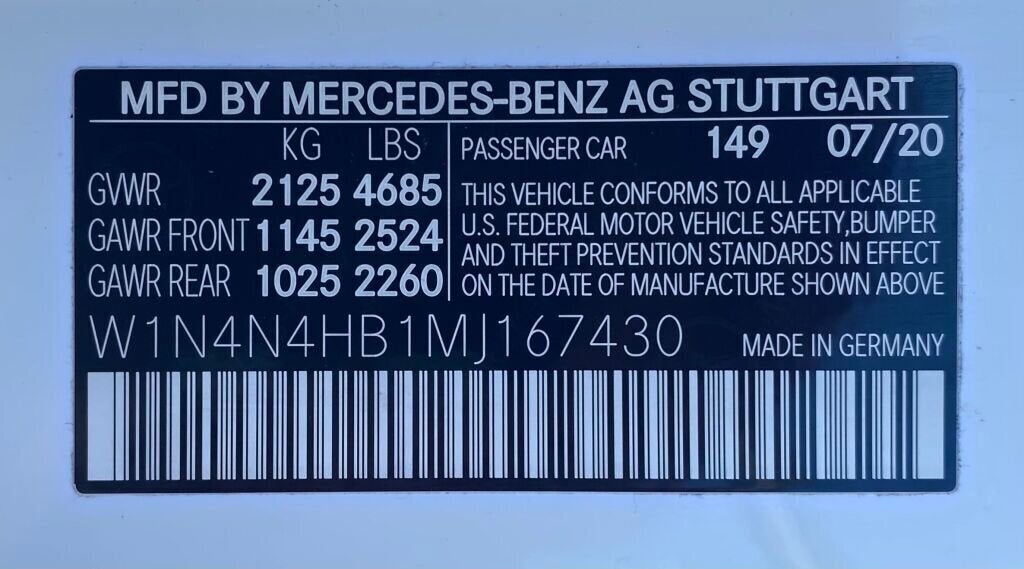 MFD BY MERCEDES-BENZ AG STUTTGART
KG LBS
GVWR 2125 4685
GAWR FRONT 1145 2524
GAWR REAR 1025 2260
PASSENGER CAR 149 07/20
THIS VEHICLE CONFORMS TO ALL APPLICABLE
U.S. FEDERAL MOTOR VEHICLE SAFETY,BUMPER
AND THEFT PREVENTION STANDARDS IN EFFECT
ON THE DATE OF MANUFACTURE SHOWN ABOVE
W1N4N4HB1MJ167430 MADE IN GERMANY